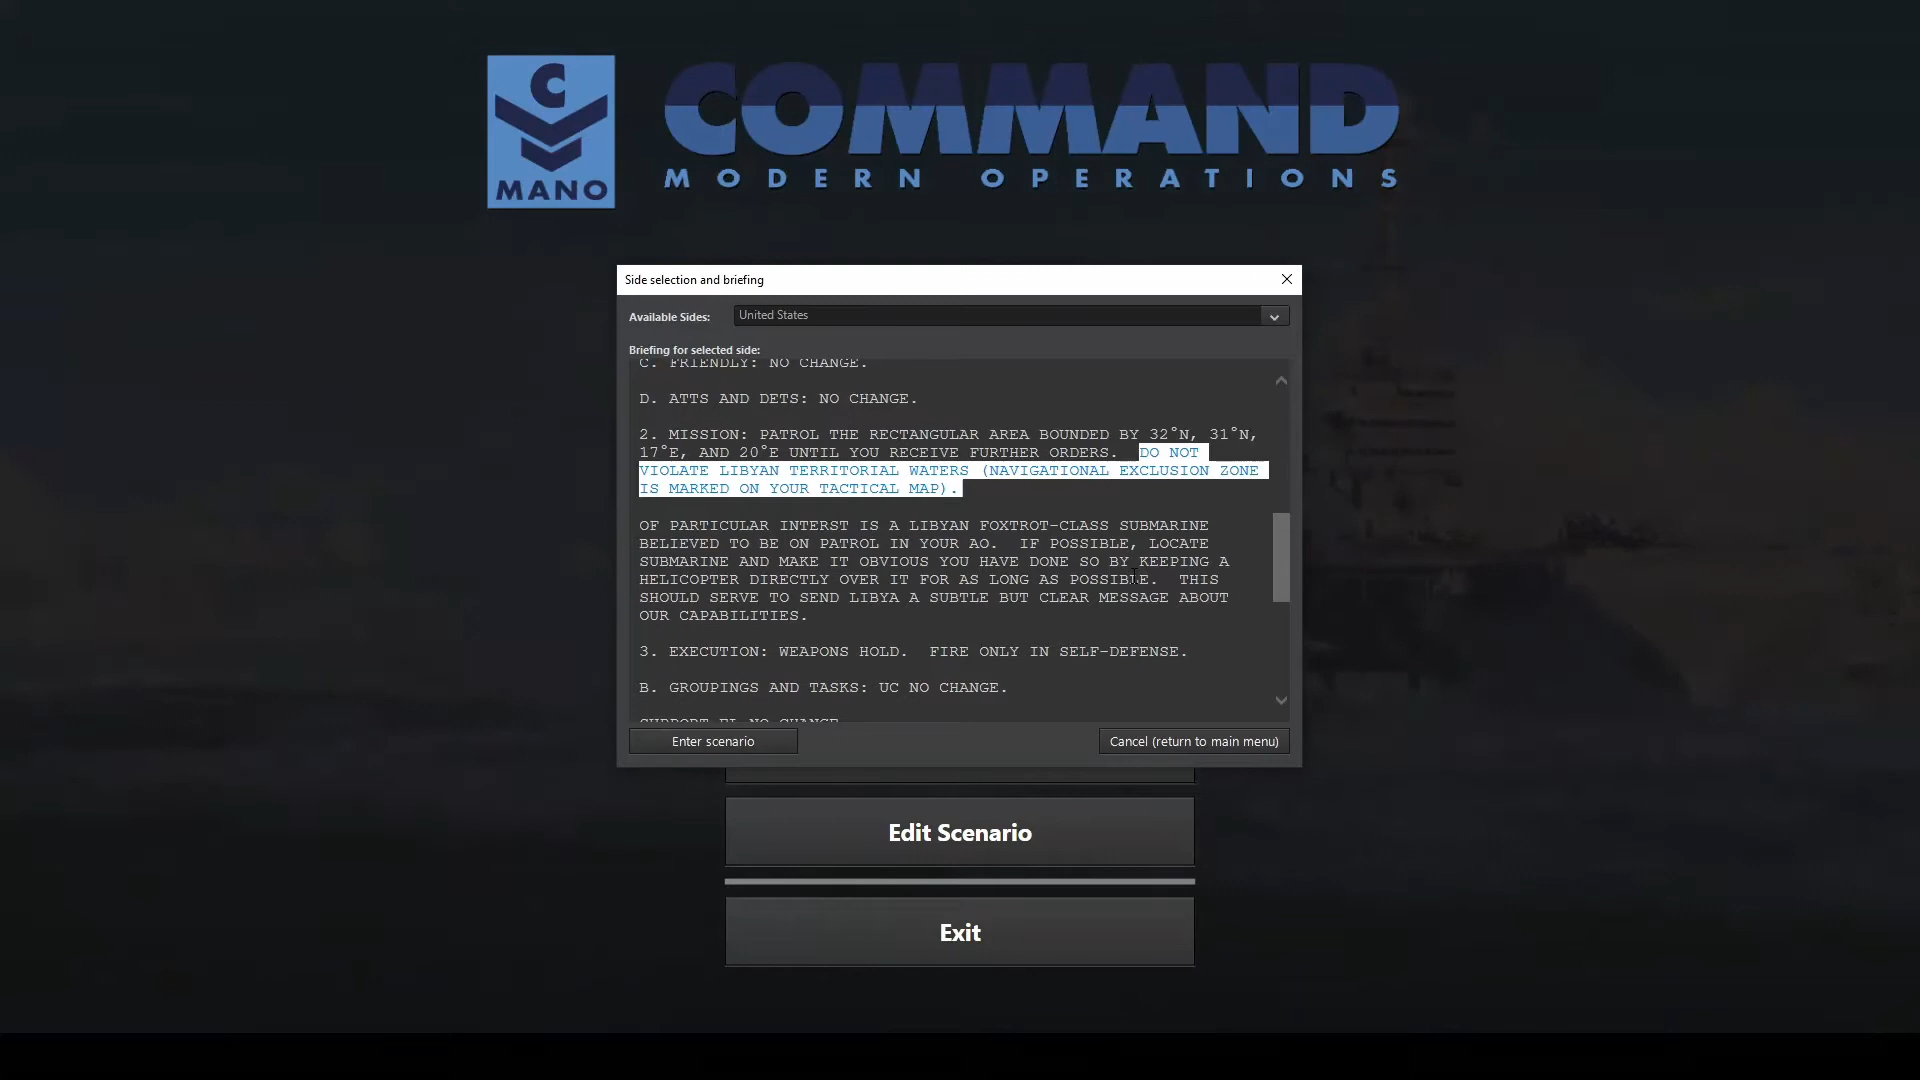 C
MANO
COMMAND
MODERN OPERATIONS
Side selection and briefing
Available Sides:
United States
Briefing for selected side:
C. FRIENDLY: NO CHANGE.
D. ATTS AND DETS: NO CHANGE.
2. MISSION: PATROL THE RECTANGULAR AREA BOUNDED BY 32°N, 31°N,
17°E, AND 20°E UNTIL YOU RECEIVE FURTHER ORDERS.  DO NOT
VIOLATE LIBYAN TERRITORIAL WATERS (NAVIGATIONAL EXCLUSION ZONE
IS MARKED ON YOUR TACTICAL MAP).
OF PARTICULAR INTERST IS A LIBYAN FOXTROT-CLASS SUBMARINE
BELIEVED TO BE ON PATROL IN YOUR AO.  IF POSSIBLE, LOCATE
SUBMARINE AND MAKE IT OBVIOUS YOU HAVE DONE SO BY KEEPING A
HELICOPTER DIRECTLY OVER IT FOR AS LONG AS POSSIBLE.  THIS
SHOULD SERVE TO SEND LIBYA A SUBTLE BUT CLEAR MESSAGE ABOUT
OUR CAPABILITIES.
3. EXECUTION: WEAPONS HOLD.  FIRE ONLY IN SELF-DEFENSE.
B. GROUPINGS AND TASKS: UC NO CHANGE.
Enter scenario
Cancel (return to main menu)
Edit Scenario
Exit